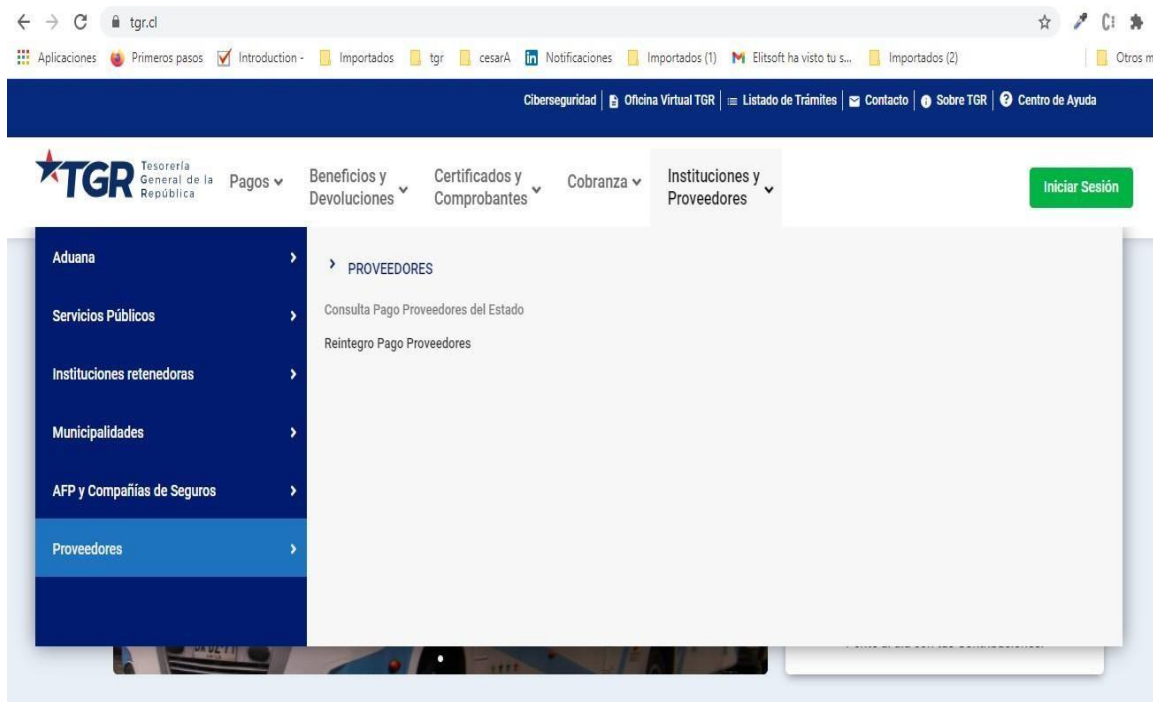 tgr.cl
Aplicaciones Primeros pasos Introduction - Importados tgr cesarA Notificaciones Importados (1) Elitsoft ha visto tu s... Importados (2) Otros m
Ciberseguridad Oficina Virtual TGR Listado de Trámites Contacto Sobre TGR Centro de Ayuda
TGR
Tesorería
General de la
República
Pagos
Beneficios y
Devoluciones
Certificados y
Comprobantes
Cobranza
Instituciones y
Proveedores
Iniciar Sesión
Aduana
Servicios Públicos
Instituciones retenedoras
Municipalidades
AFP y Compañías de Seguros
Proveedores
PROVEEDORES
Consulta Pago Proveedores del Estado
Reintegro Pago Proveedores